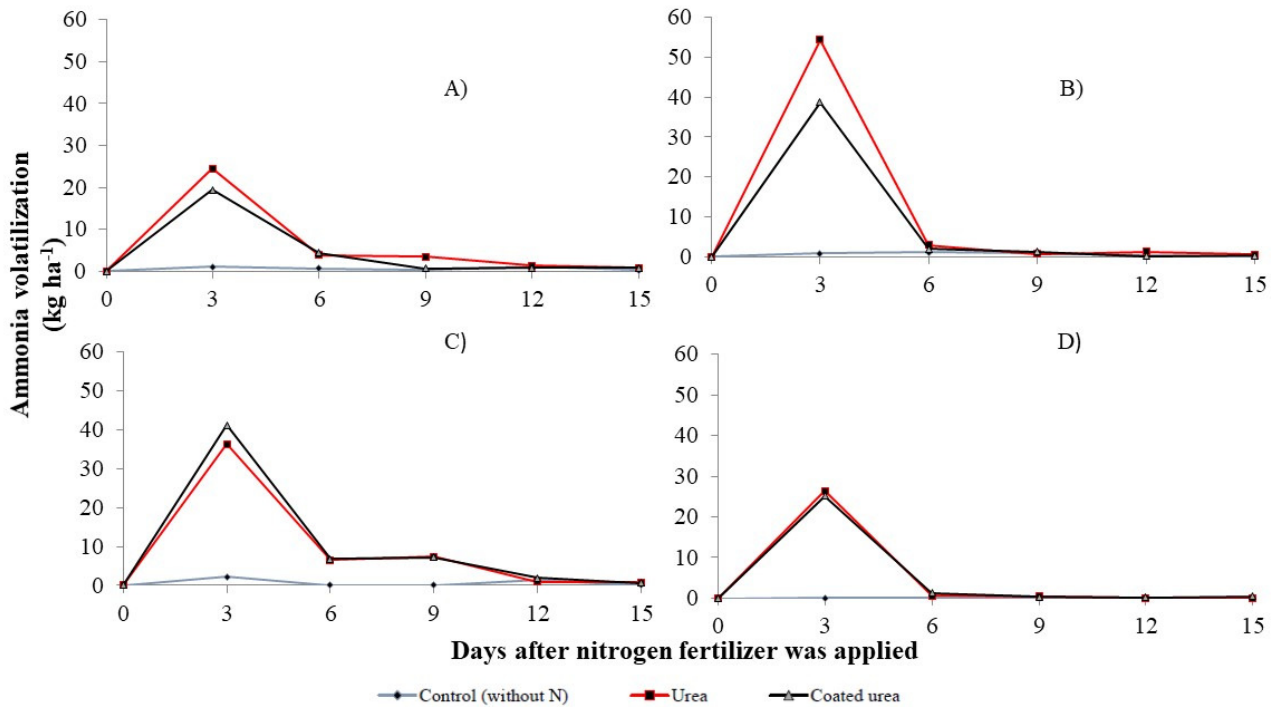 60
50
40
30
20
10
0
0 3 6 9 12 15
A)
60
50
40
30
20
10
0
0 3 6 9 12 15
B)
60
50
40
30
20
10
0
0 3 6 9 12 15
C)
60
50
40
30
20
10
0
0 3 6 9 12 15
D)
Ammonia volatilization
(kg ha⁻¹)
Days after nitrogen fertilizer was applied
Control (without N) Urea Coated urea